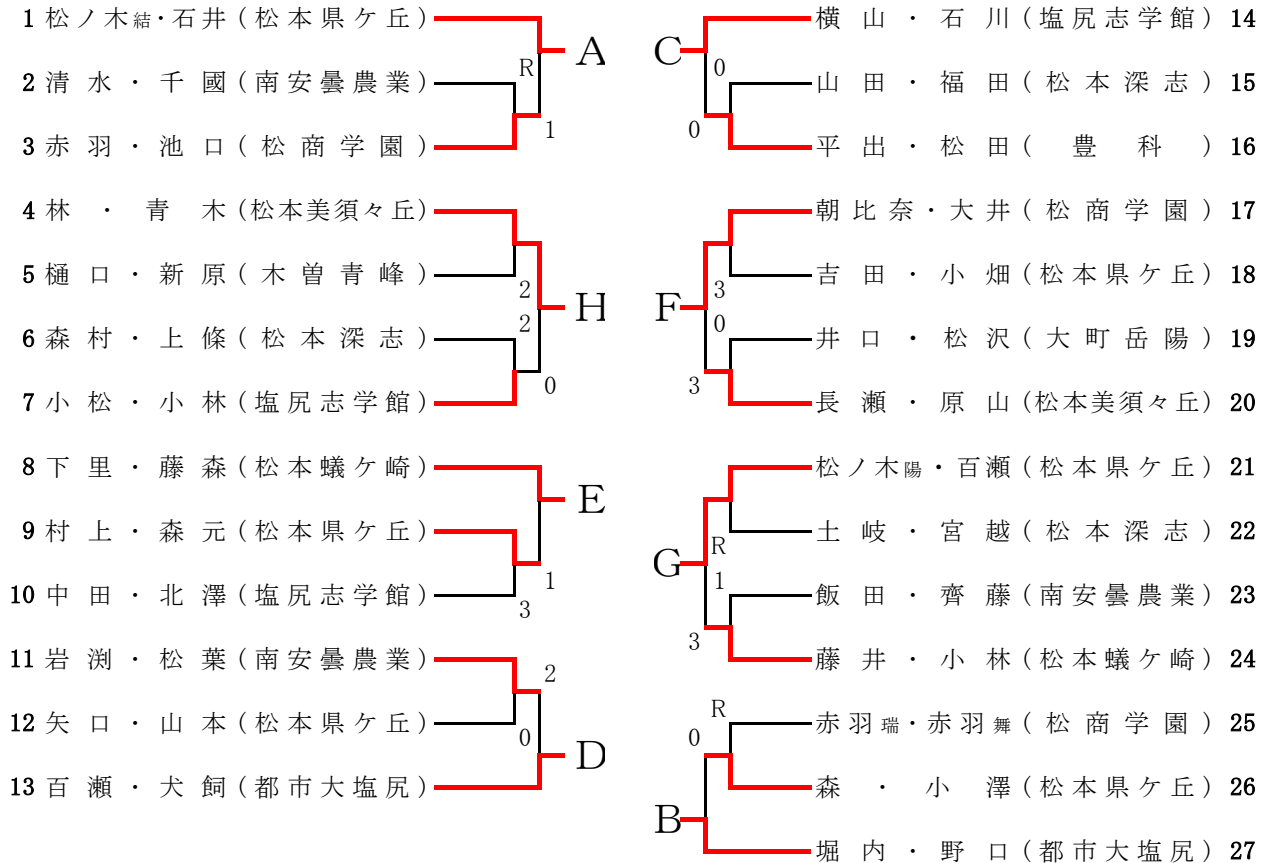 1 松ノ木結・石井(松本県ケ丘)
R
A
2 清水・千國(南安曇農業)
1
3 赤羽・池口(松商学園)
4 林・青木(松本美須々丘)
5 樋口・新原(木曽青峰)
2
H
2
6 森村・上條(松本深志)
0
7 小松・小林(塩尻志学館)
8 下里・藤森(松本蟻ケ崎)
E
9 村上・森元(松本県ケ丘)
1
10 中田・北澤(塩尻志学館)
3
11 岩渕・松葉(南安曇農業)
2
12 矢口・山本(松本県ケ丘)
0
D
13 百瀬・犬飼(都市大塩尻)
横山・石川(塩尻志学館) 14
C
0
山田・福田(松本深志) 15
0
平出・松田(豊科) 16
朝比奈・大井(松商学園) 17
吉田・小畑(松本県ケ丘) 18
3
F
0
井口・松沢(大町岳陽) 19
3
長瀬・原山(松本美須々丘) 20
松ノ木陽・百瀬(松本県ケ丘) 21
土岐・宮越(松本深志) 22
R
G
1
飯田・齊藤(南安曇農業) 23
3
藤井・小林(松本蟻ケ崎) 24
R
赤羽瑞・赤羽舞(松商学園) 25
0
森・小澤(松本県ケ丘) 26
B
堀内・野口(都市大塩尻) 27